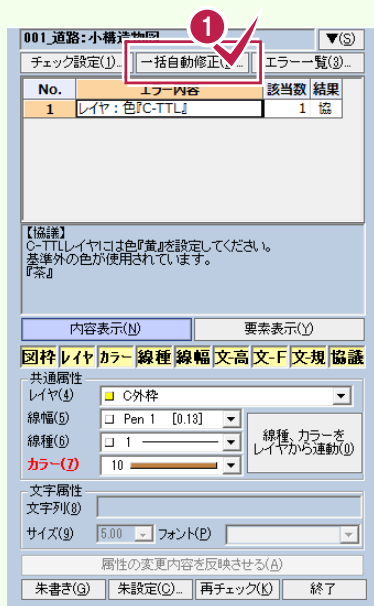 001_道路:小構造物図
▼(S)
1
チェック設定(1)... 一括自動修正 エラー一覧(3)...
No. エラー内容 該当数 結果
1 レイヤ:色『C-TTL』 1 協
【協議】
C-TTLレイヤには色『黄』を設定してください。
基準外の色が使用されています。
『茶』
内容表示(N) 要素表示(Y)
図枠 レイヤ カラー 線種 線幅 文-高 文-F 文-規 協議
共通属性
レイヤ(4) C外枠
線幅(5) Pen 1 [0.13]
線種(6) 1
カラー(7) 10
線種、カラーを
レイヤから連動(0)
文字属性
文字列(8)
サイズ(9) 5.00 フォント(P)
属性の変更内容を反映させる(A)
朱書き(G) 朱設定(C)... 再チェック(K) 終了